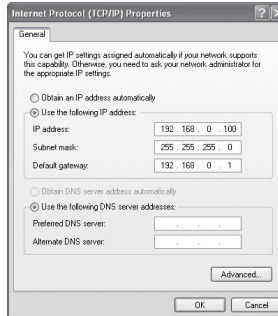 Internet Protocol (TCP/IP) Properties
General
You can get IP settings assigned automatically if your network supports
this capability. Otherwise, you need to ask your network administrator for
the appropriate IP settings.
Obtain an IP address automatically
Use the following IP address:
IP address: 192 . 168 . 0 . 100
Subnet mask: 255 . 255 . 255 . 0
Default gateway: 192 . 168 . 0 . 1
Obtain DNS server address automatically
Use the following DNS server addresses:
Preferred DNS server: . . .
Alternate DNS server: . . .
Advanced...
OK Cancel